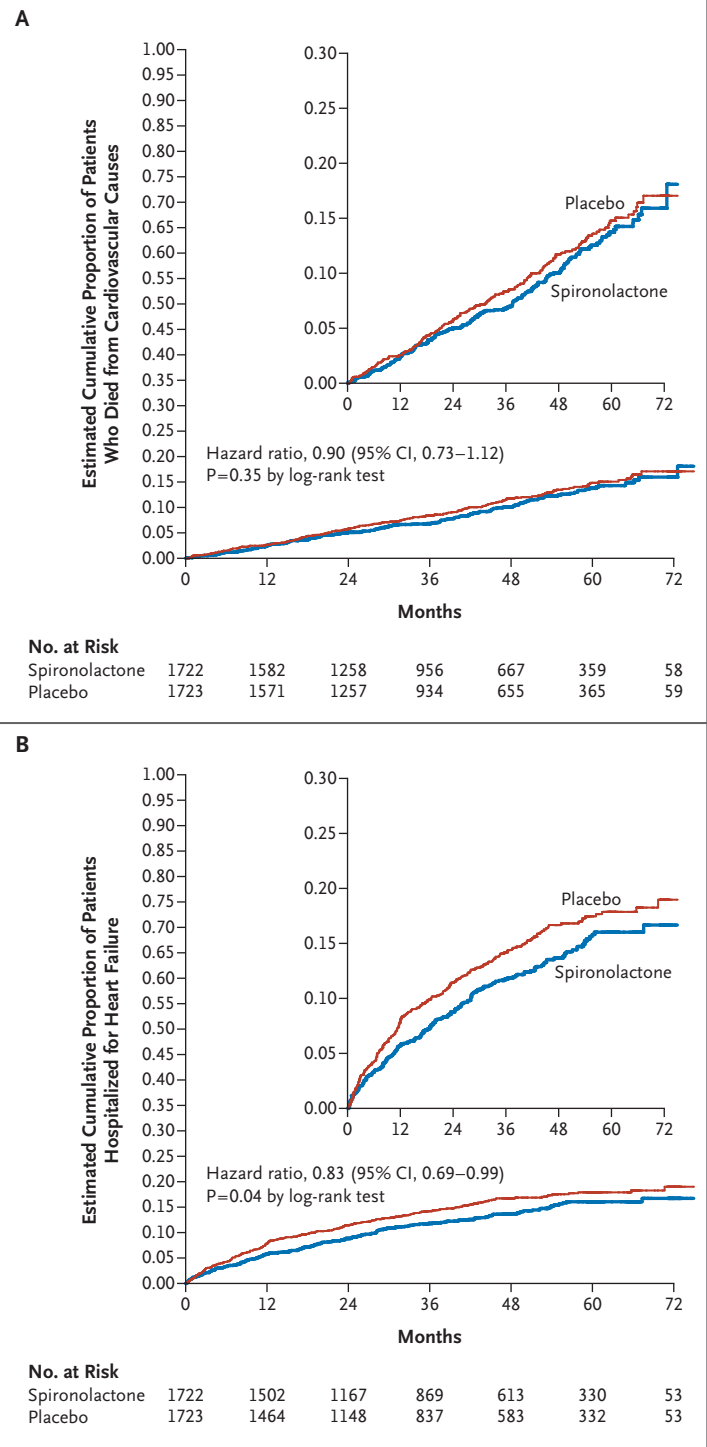 A
Estimated Cumulative Proportion of Patients
Who Died from Cardiovascular Causes
1.00
0.95
0.90
0.85
0.80
0.75
0.70
0.65
0.60
0.55
0.50
0.45
0.40
0.35
0.30
0.25
0.20
0.15
0.10
0.05
0.00
0 12 24 36 48 60 72
0.30
0.25
0.20
0.15
0.10
0.05
0.00
0 12 24 36 48 60 72
Placebo
Spironolactone
Hazard ratio, 0.90 (95% CI, 0.73–1.12)
P=0.35 by log-rank test
Months
No. at Risk
Spironolactone 1722 1582 1258 956 667 359 58
Placebo 1723 1571 1257 934 655 365 59
B
Estimated Cumulative Proportion of Patients
Hospitalized for Heart Failure
1.00
0.95
0.90
0.85
0.80
0.75
0.70
0.65
0.60
0.55
0.50
0.45
0.40
0.35
0.30
0.25
0.20
0.15
0.10
0.05
0.00
0 12 24 36 48 60 72
0.30
0.25
0.20
0.15
0.10
0.05
0.00
0 12 24 36 48 60 72
Placebo
Spironolactone
Hazard ratio, 0.83 (95% CI, 0.69–0.99)
P=0.04 by log-rank test
Months
No. at Risk
Spironolactone 1722 1502 1167 869 613 330 53
Placebo 1723 1464 1148 837 583 332 53